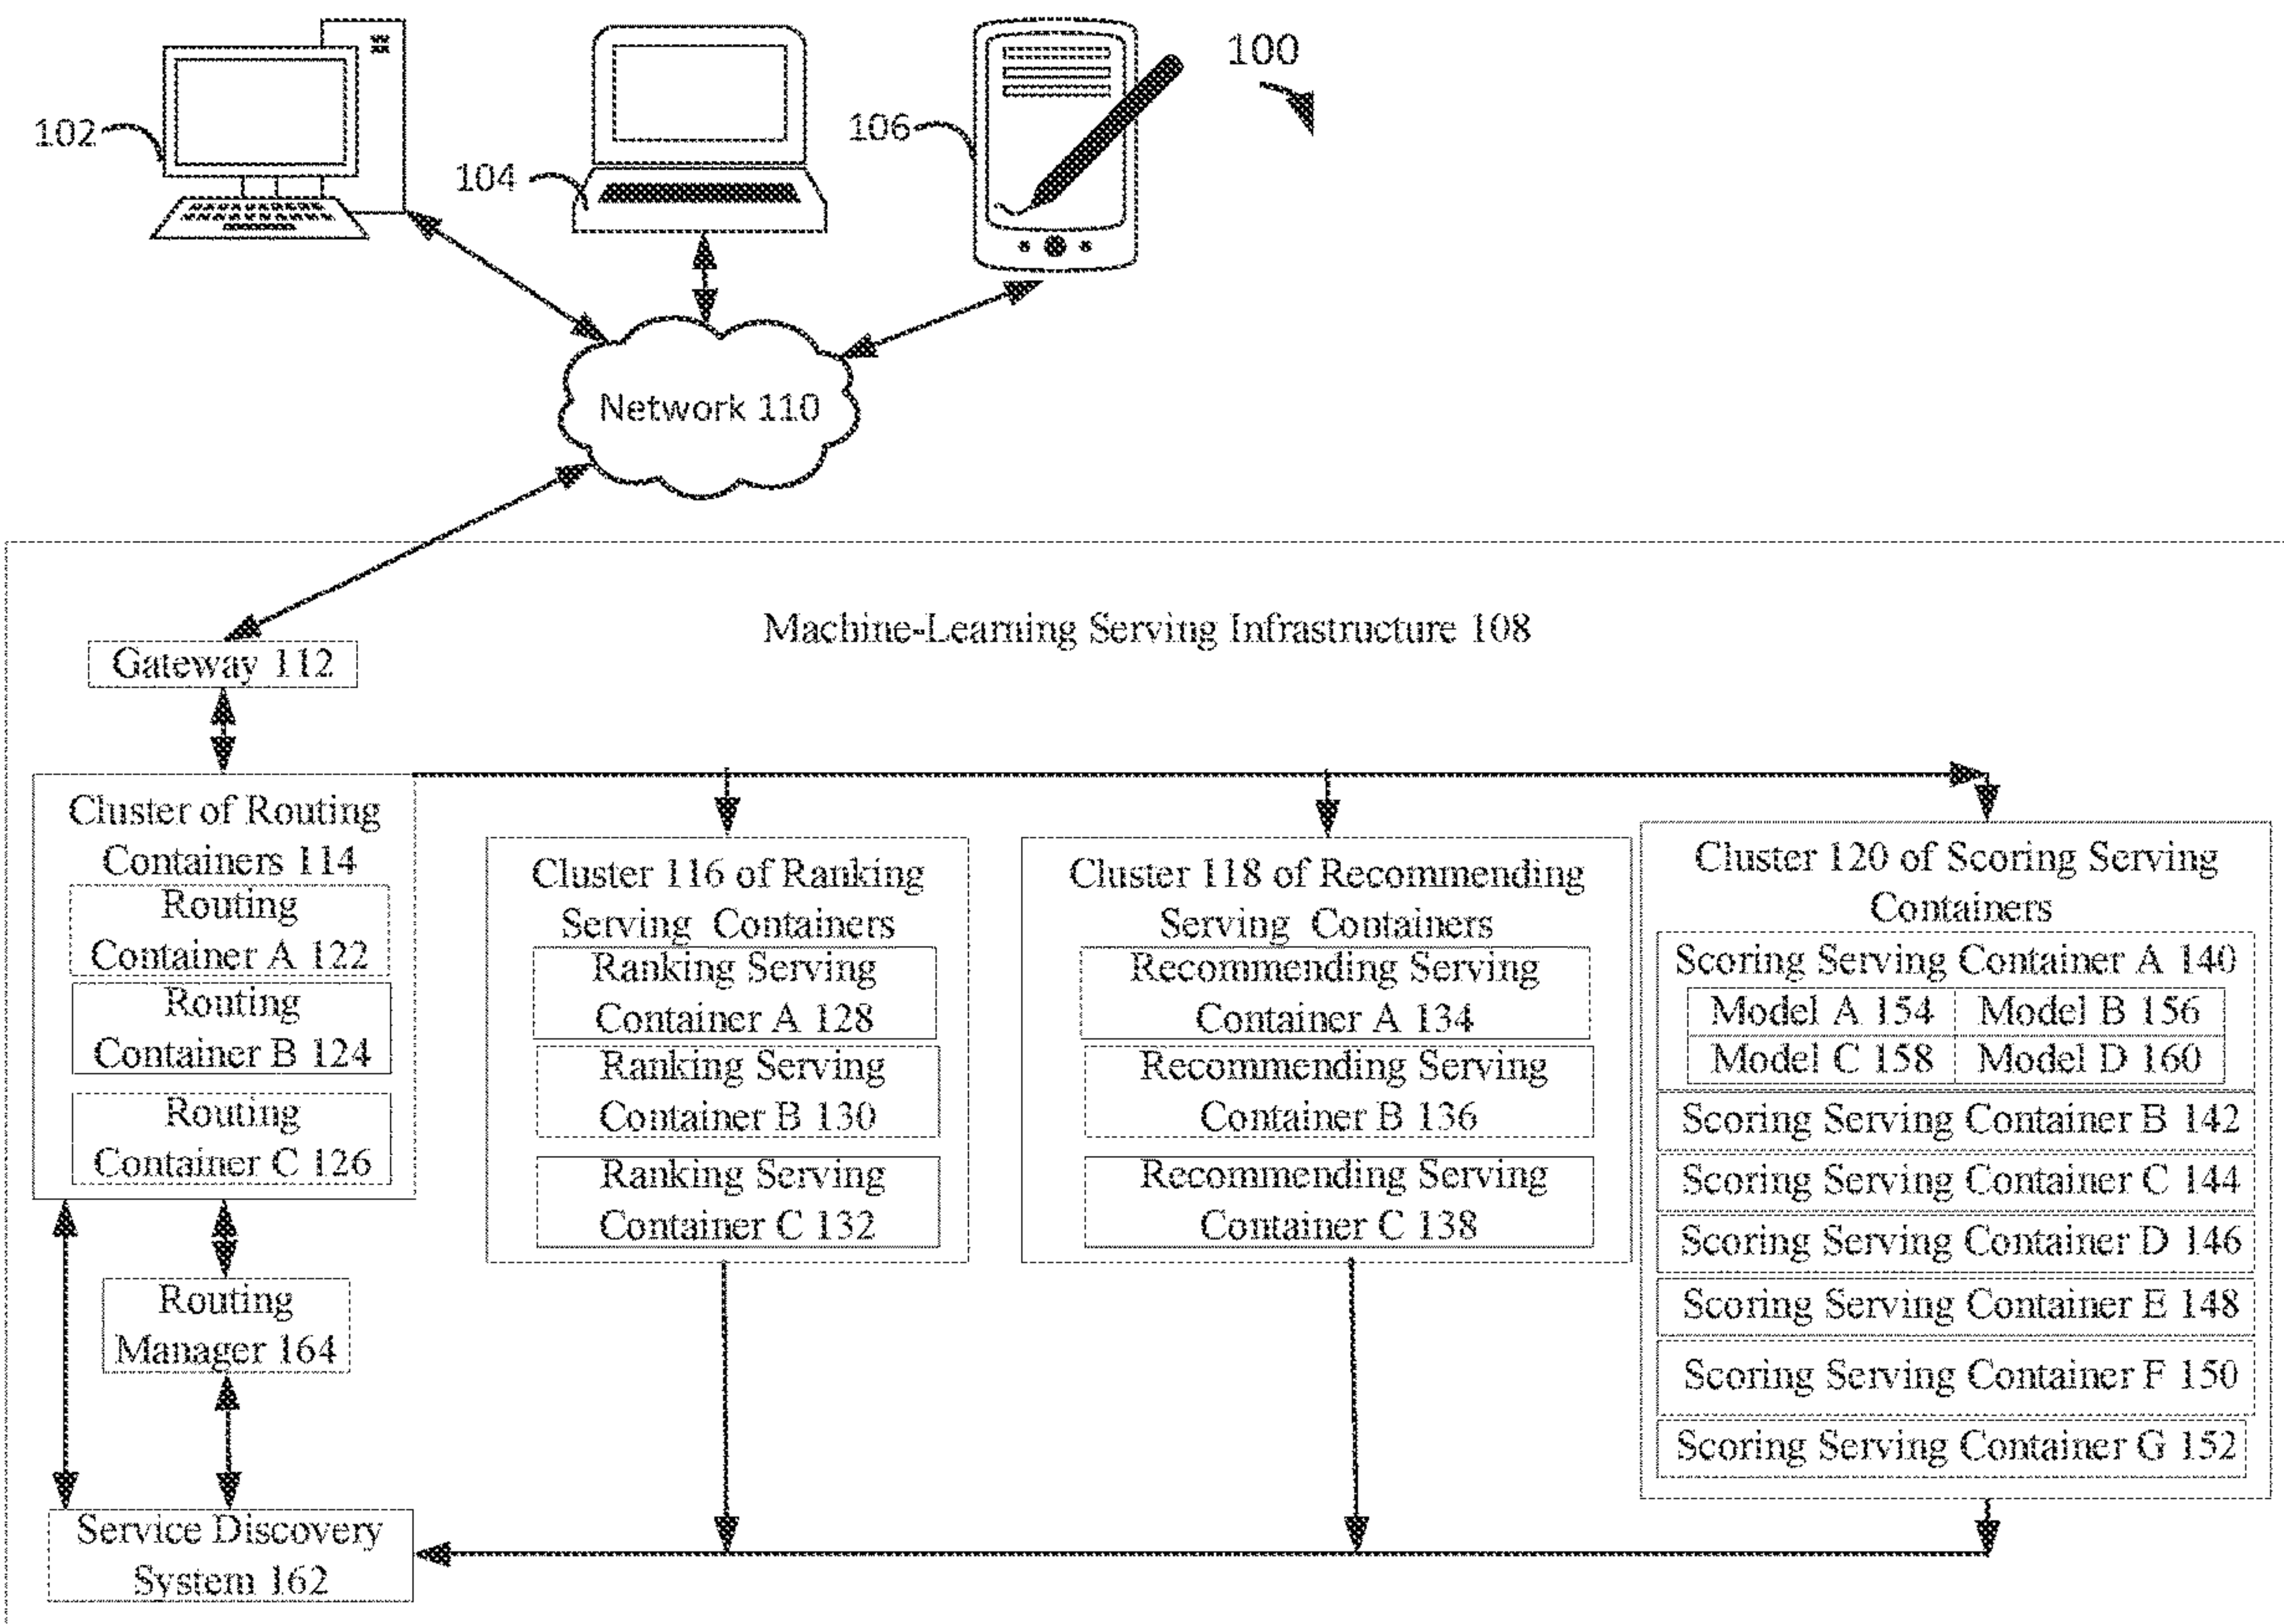 100
102
104
106
Network 110
Machine-Learning Serving Infrastructure 108
Gateway 112
Cluster of Routing
Containers 114
Routing
Container A 122
Routing
Container B 124
Routing
Container C 126
Cluster 116 of Ranking
Serving Containers
Ranking Serving
Container A 128
Ranking Serving
Container B 130
Ranking Serving
Container C 132
Cluster 118 of Recommending
Serving Containers
Recommending Serving
Container A 134
Recommending Serving
Container B 136
Recommending Serving
Container C 138
Cluster 120 of Scoring Serving
Containers
Scoring Serving Container A 140
Model A 154
Model B 156
Model C 158
Model D 160
Scoring Serving Container B 142
Scoring Serving Container C 144
Scoring Serving Container D 146
Scoring Serving Container E 148
Scoring Serving Container F 150
Scoring Serving Container G 152
Routing
Manager 164
Service Discovery
System 162